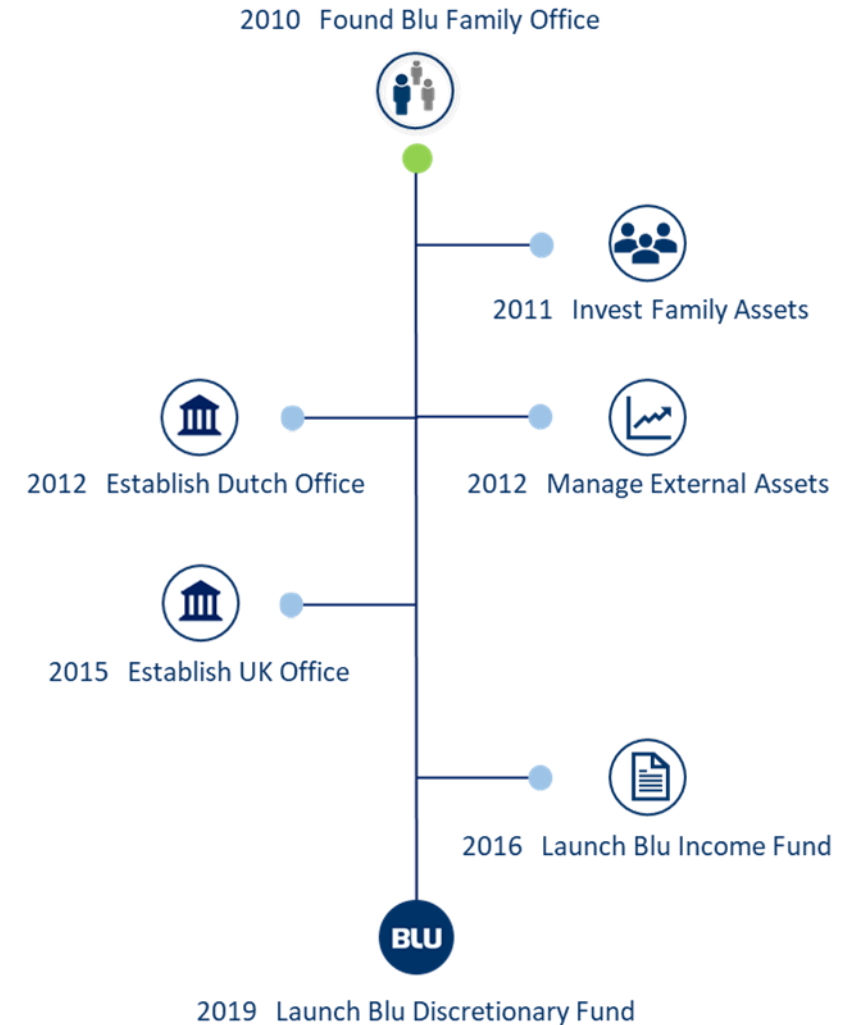 2010 Found Blu Family Office
2011 Invest Family Assets
2012 Establish Dutch Office
2012 Manage External Assets
2015 Establish UK Office
2016 Launch Blu Income Fund
BLU
2019 Launch Blu Discretionary Fund